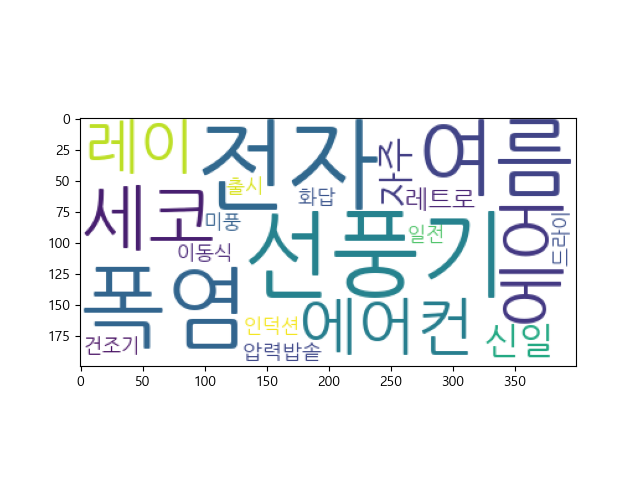 0
25
50
75
100
125
150
175
레이
전자
자주
여름
출시
화답
레트로
세코
미풍
이동식
선풍기
일전
웅웅
드라이
폭염
인덕션
에어컨
건조기
압력밥솥
신일
0 50 100 150 200 250 300 350